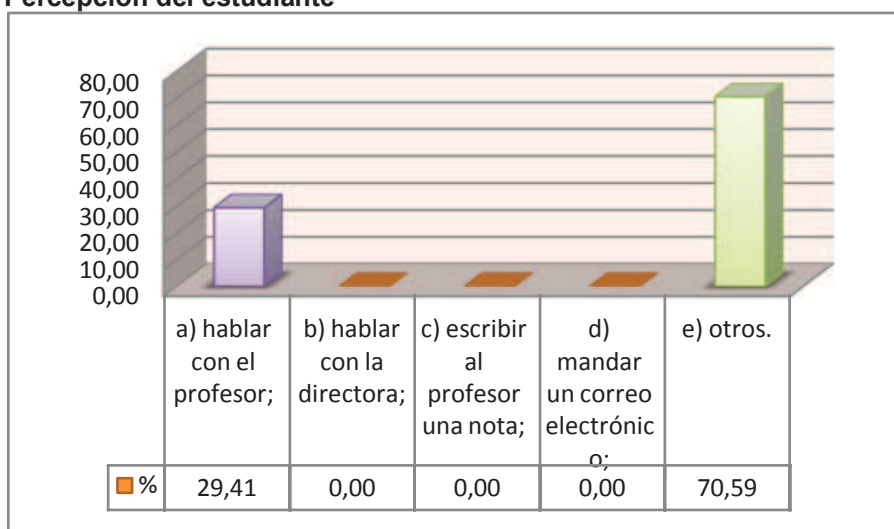 Percepción del estudiante
80,00
70,00
60,00
50,00
40,00
30,00
20,00
10,00
0,00
a) hablar
con el
profesor;
b) hablar
con la
directora;
c) escribir
al
profesor
una nota;
d)
mandar
un correo
electrónic
o;
e) otros.
% 29,41 0,00 0,00 0,00 70,59